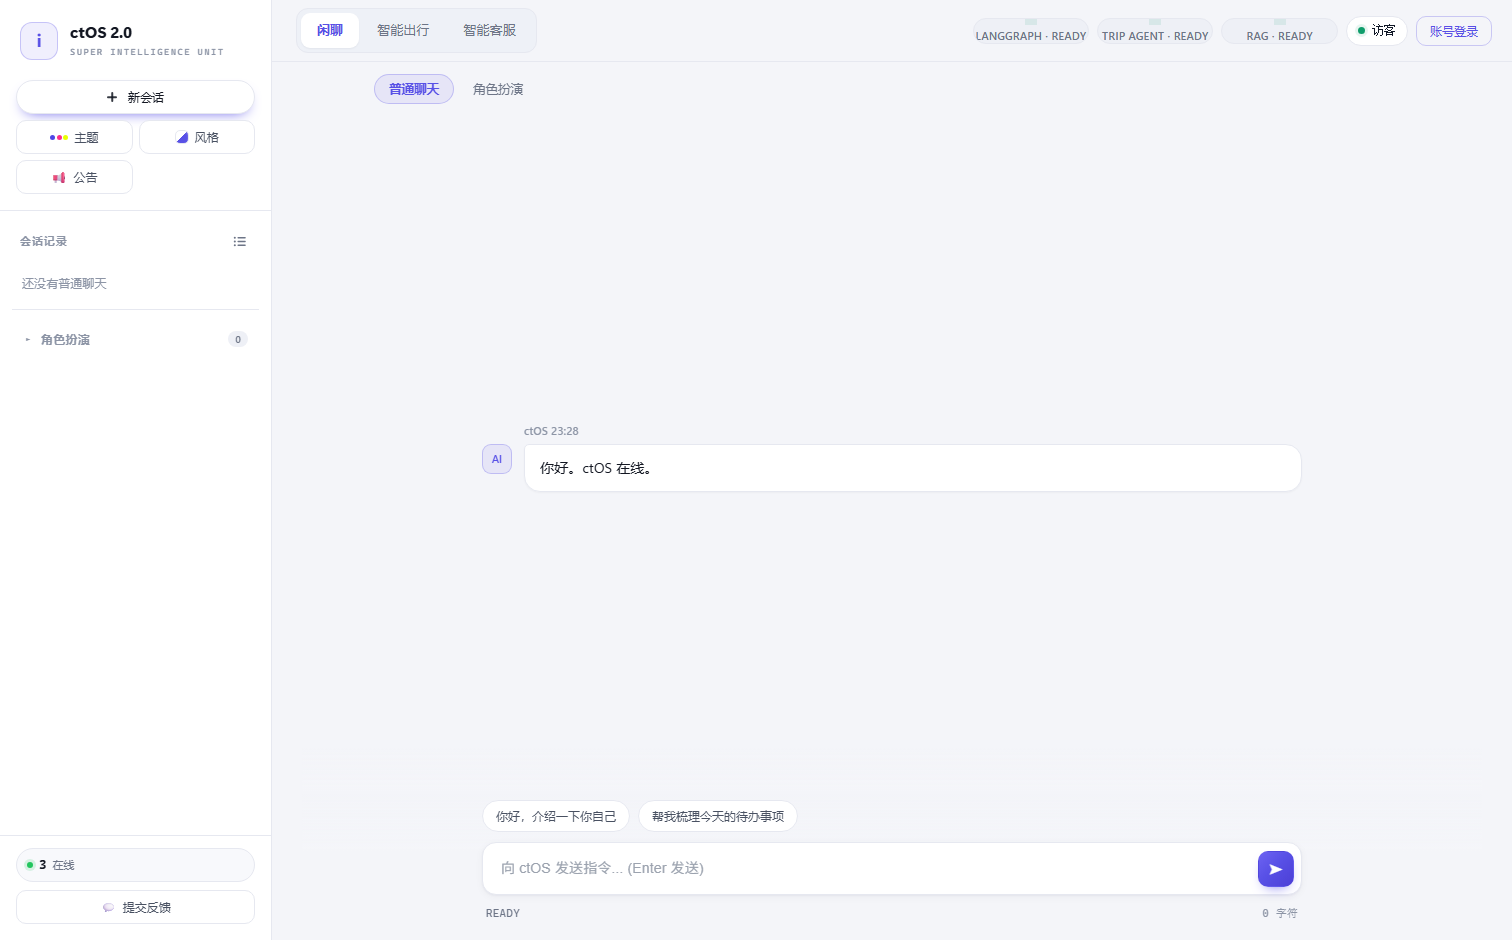 i
ctOS 2.0
SUPER INTELLIGENCE UNIT
+ 新会话
主题
风格
公告
会话记录
还没有普通聊天
角色扮演
0
3 在线
提交反馈
闲聊
智能出行
智能客服
LANGGRAPH · READY
TRIP AGENT · READY
RAG · READY
访客
账号登录
普通聊天
角色扮演
ctOS 23:28
AI
你好。ctOS 在线。
你好，介绍一下你自己
帮我梳理今天的待办事项
向 ctOS 发送指令... (Enter 发送)
READY
0 字符